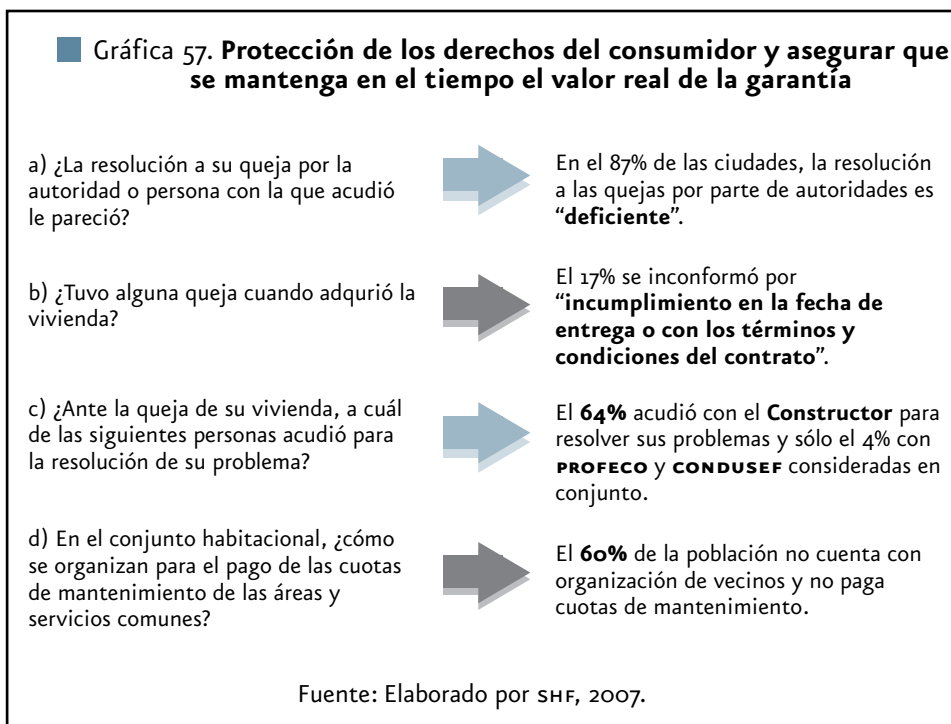 Gráfica 57. Protección de los derechos del consumidor y asegurar que
se mantenga en el tiempo el valor real de la garantía
a) ¿La resolución a su queja por la
autoridad o persona con la que acudió
le pareció?
En el 87% de las ciudades, la resolución
a las quejas por parte de autoridades es
“deficiente”.
b) ¿Tuvo alguna queja cuando adqurió la
vivienda?
El 17% se inconformó por
“incumplimiento en la fecha de
entrega o con los términos y
condiciones del contrato”.
c) ¿Ante la queja de su vivienda, a cuál
de las siguientes personas acudió para
la resolución de su problema?
El 64% acudió con el Constructor para
resolver sus problemas y sólo el 4% con
PROFECO y CONDUSEF consideradas en
conjunto.
d) En el conjunto habitacional, ¿cómo
se organizan para el pago de las cuotas
de mantenimiento de las áreas y
servicios comunes?
El 60% de la población no cuenta con
organización de vecinos y no paga
cuotas de mantenimiento.
Fuente: Elaborado por SHF, 2007.